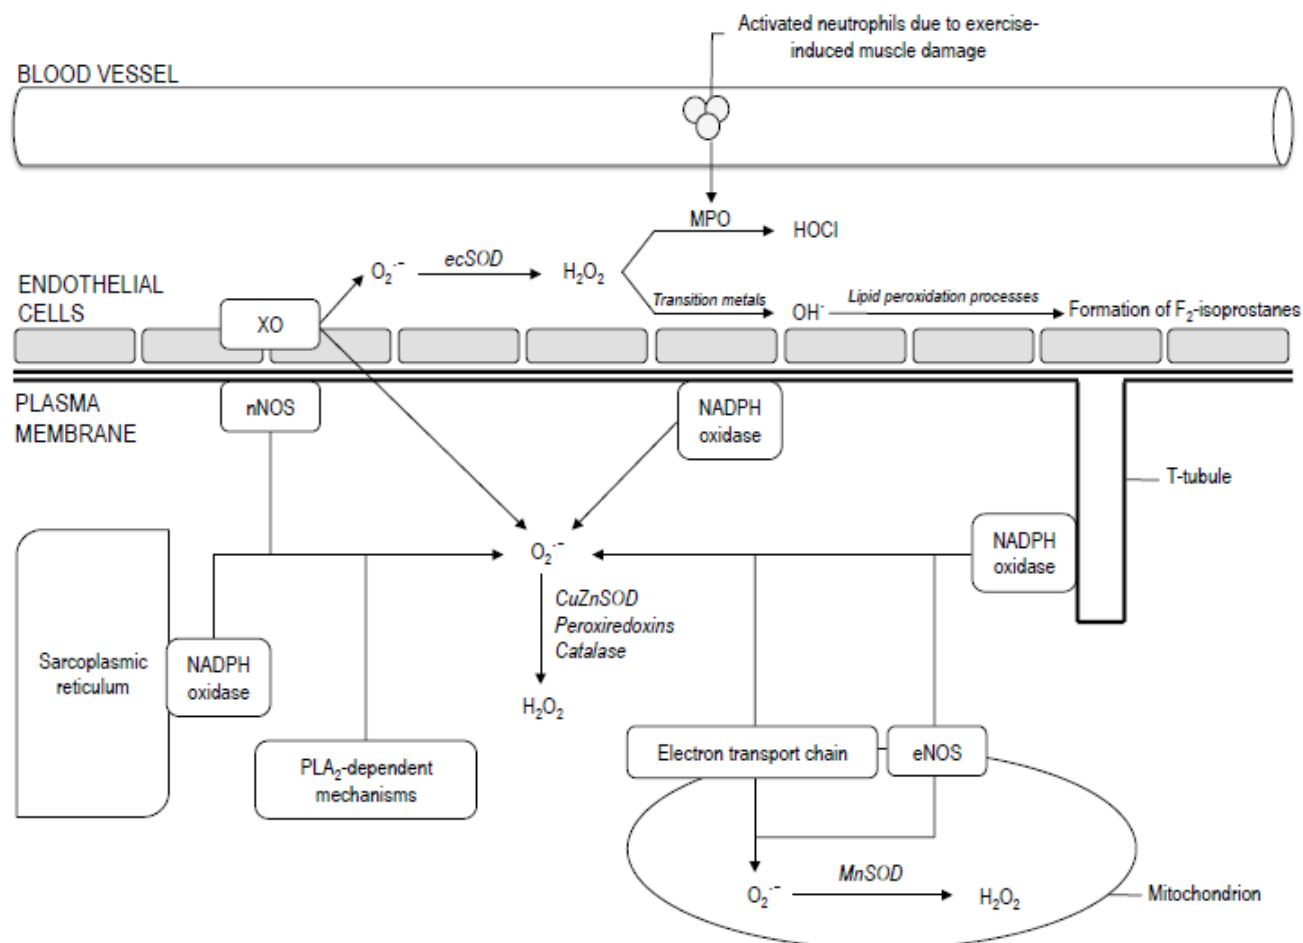 Activated neutrophils due to exercise-
induced muscle damage
BLOOD VESSEL
MPO
HOCl
O₂·⁻
ecSOD
H₂O₂
ENDOTHELIAL
CELLS
Transition metals
OH·
Lipid peroxidation processes
Formation of F₂-isoprostanes
XO
PLASMA
MEMBRANE
nNOS
NADPH
oxidase
T-tubule
O₂·⁻
NADPH
oxidase
CuZnSOD
Peroxiredoxins
Catalase
Sarcoplasmic
reticulum
NADPH
oxidase
H₂O₂
PLA₂-dependent
mechanisms
Electron transport chain
eNOS
O₂·⁻
MnSOD
H₂O₂
Mitochondrion